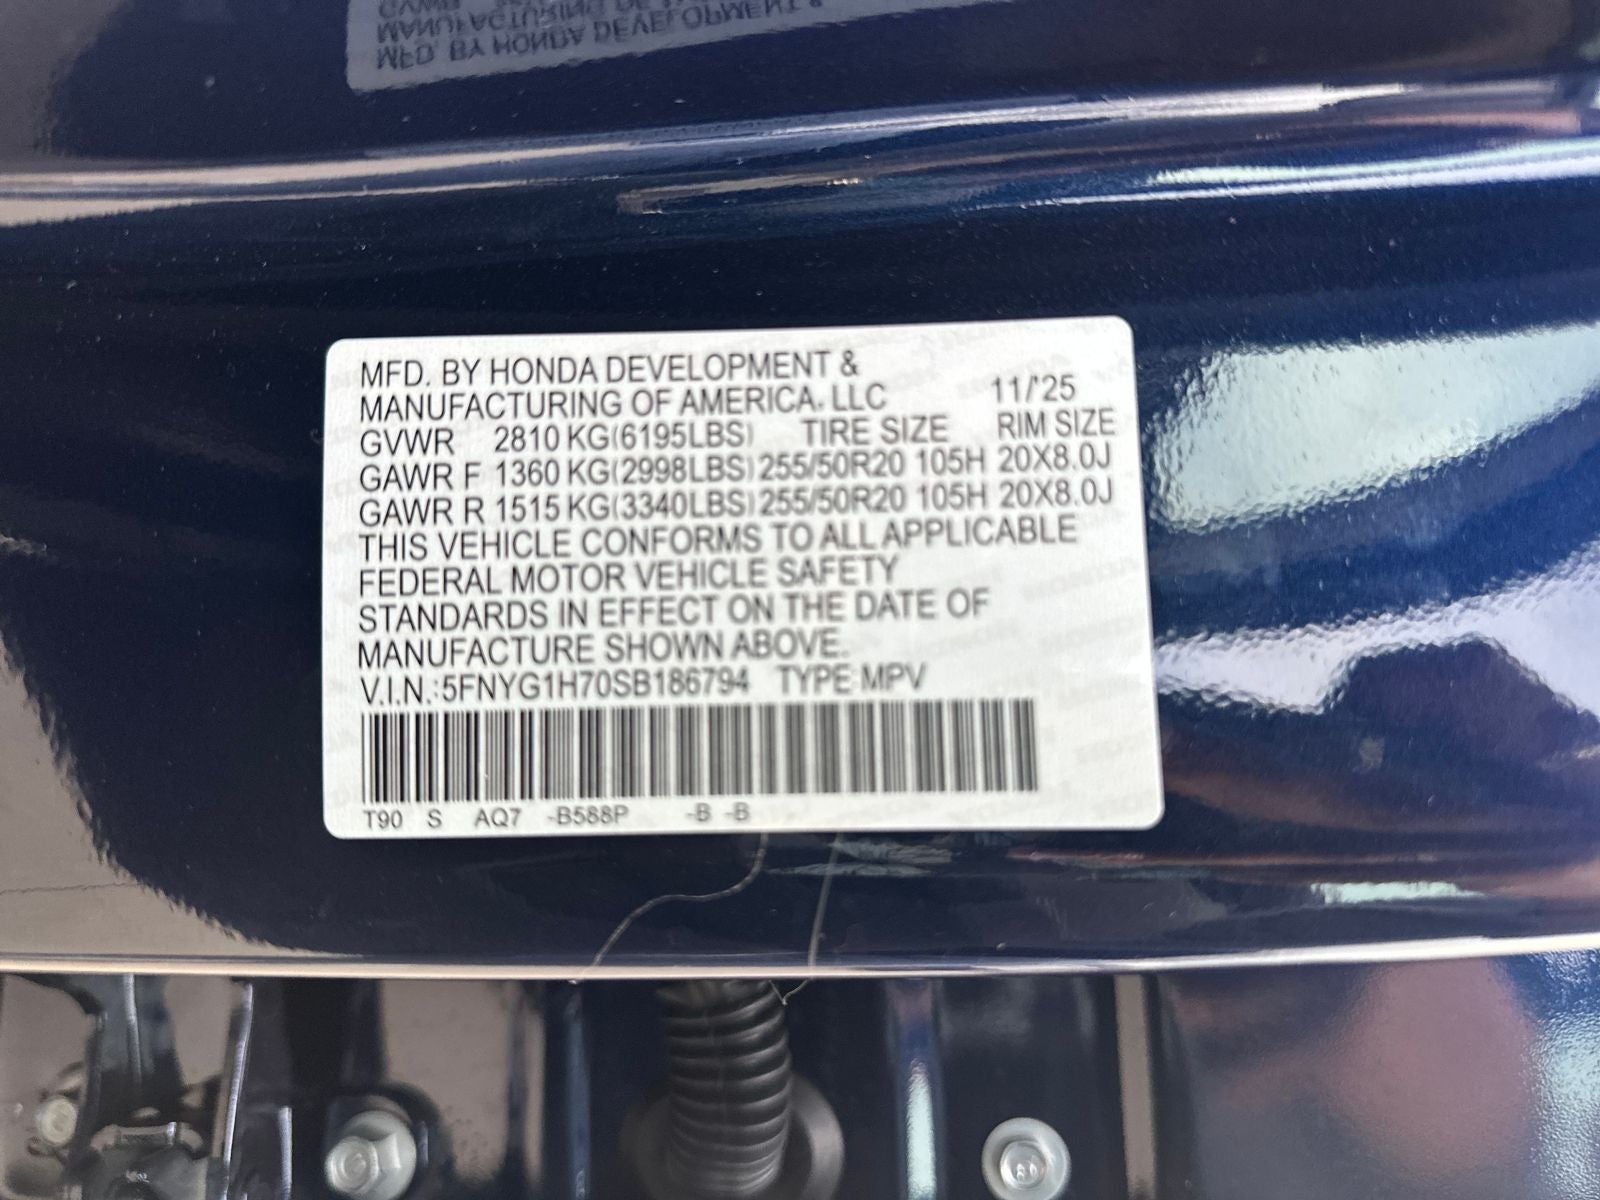 MFD. BY HONDA DEVELOPMENT &
MANUFACTURING OF AMERICA, LLC 11/'25
GVWR 2810 KG(6195LBS) TIRE SIZE RIM SIZE
GAWR F 1360 KG(2998LBS) 255/50R20 105H 20X8.0J
GAWR R 1515 KG(3340LBS) 255/50R20 105H 20X8.0J
THIS VEHICLE CONFORMS TO ALL APPLICABLE
FEDERAL MOTOR VEHICLE SAFETY
STANDARDS IN EFFECT ON THE DATE OF
MANUFACTURE SHOWN ABOVE.
V.I.N.:5FNYG1H70SB186794 TYPE:MPV
T90 S AQ7 -B588P -B -B